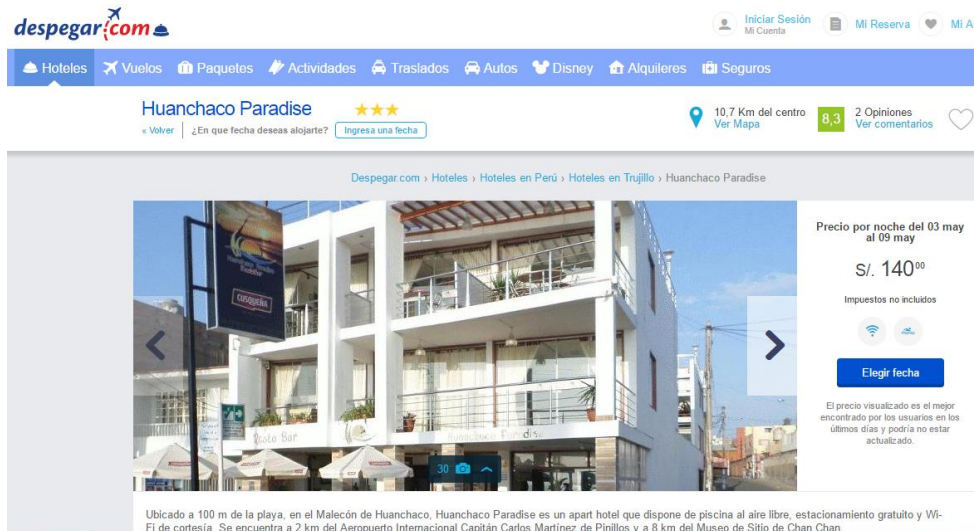 despegar.com
Iniciar Sesión
Mi Cuenta
Mi Reserva
Mi A
Hoteles Vuelos Paquetes Actividades Traslados Autos Disney Alquileres Seguros
Huanchaco Paradise
« Volver ¿En que fecha deseas alojarte? Ingresa una fecha
10,7 Km del centro
Ver Mapa
8,3
2 Opiniones
Ver comentarios
Despegar.com › Hoteles › Hoteles en Perú › Hoteles en Trujillo › Huanchaco Paradise
Huanchaco Paradise
CUSQUEÑA
Resto Bar
Huanchaco Paradise
30
Precio por noche del 03 may
al 09 may
S/. 140⁰⁰
Impuestos no incluidos
Elegir fecha
El precio visualizado es el mejor
encontrado por los usuarios en los
últimos días y podría no estar
actualizado.
Ubicado a 100 m de la playa, en el Malecón de Huanchaco, Huanchaco Paradise es un apart hotel que dispone de piscina al aire libre, estacionamiento gratuito y Wi-
Fi de cortesía. Se encuentra a 2 km del Aeropuerto Internacional Capitán Carlos Martínez de Pinillos y a 8 km del Museo de Sitio de Chan Chan.